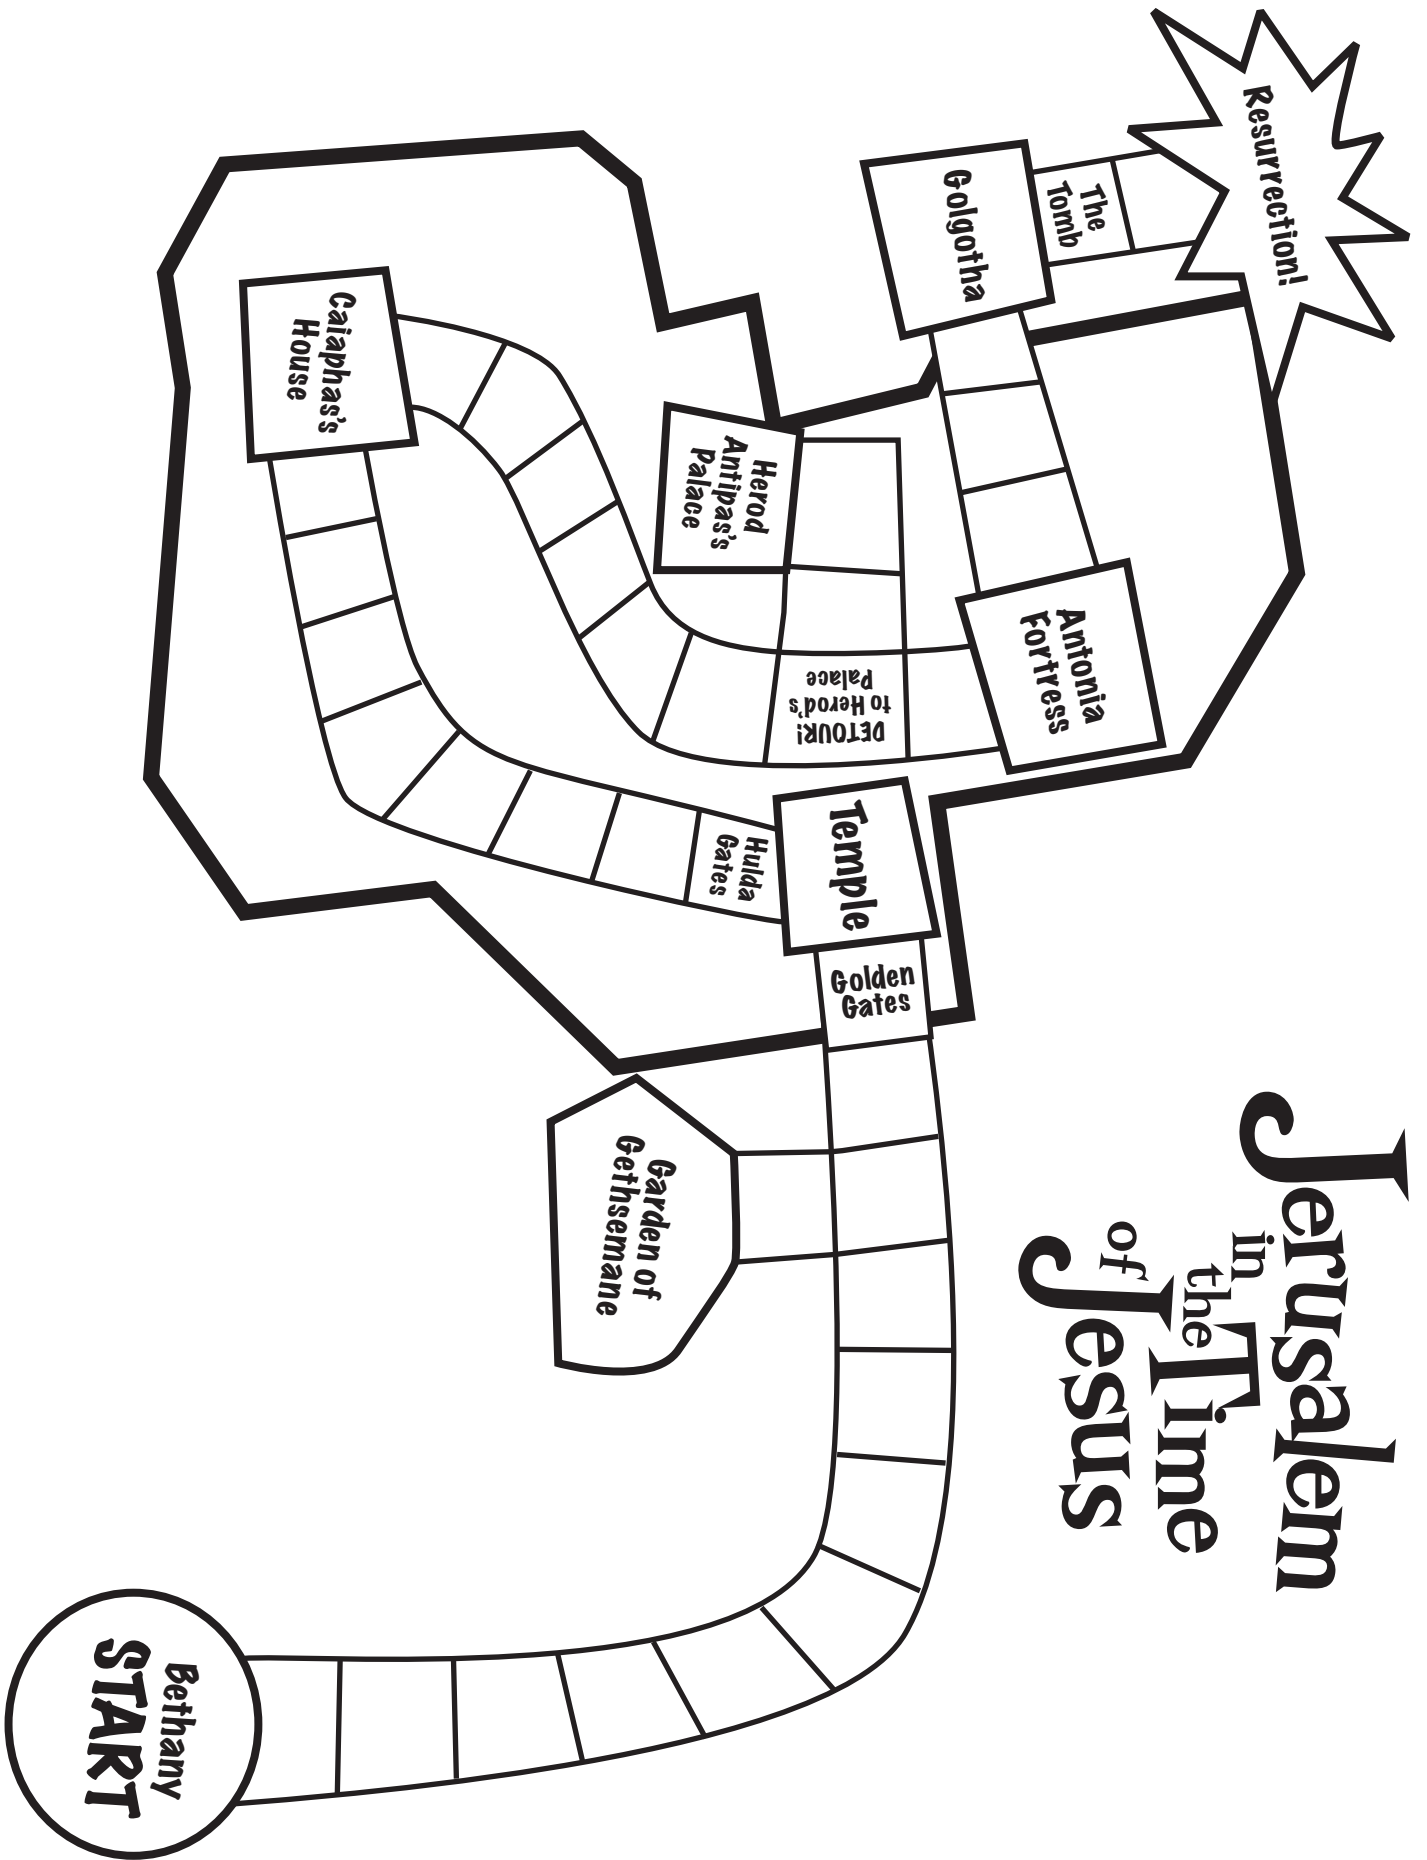 Jerusalem
in
the Time
of Jesus
Resurrection!
The
Tomb
Golgotha
Antonia
Fortress
Herod
Antipas's
Palace
DETOUR!
to Herod's
Palace
Caiaphas's
House
Temple
Hulda
Gates
Golden
Gates
Garden of
Gethsemane
Bethany
START